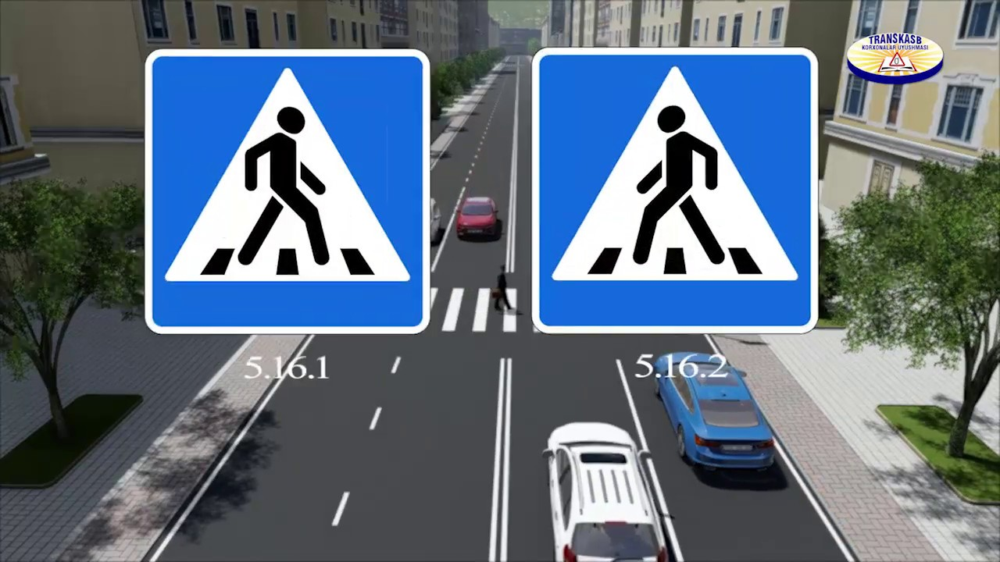 TRANSKASB
KORXONALAR UYUSHMASI
5.16.1
5.16.2